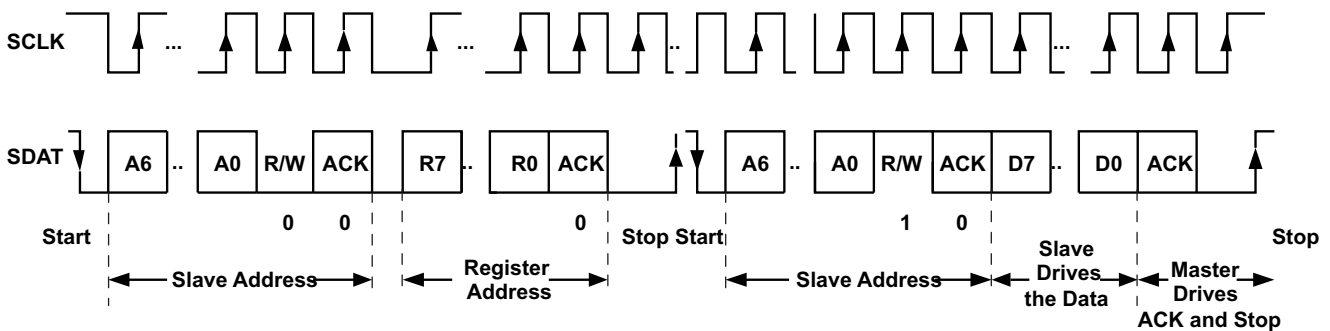 SCLK ... ... .. ...
SDAT A6 .. A0 R/W ACK R7 .. R0 ACK A6 .. A0 R/W ACK D7 .. D0 ACK
0 0 0 1 0
Start Stop Start Stop
Slave Address
Register
Address
Slave Address
Slave
Drives
the Data
Master
Drives
ACK and Stop